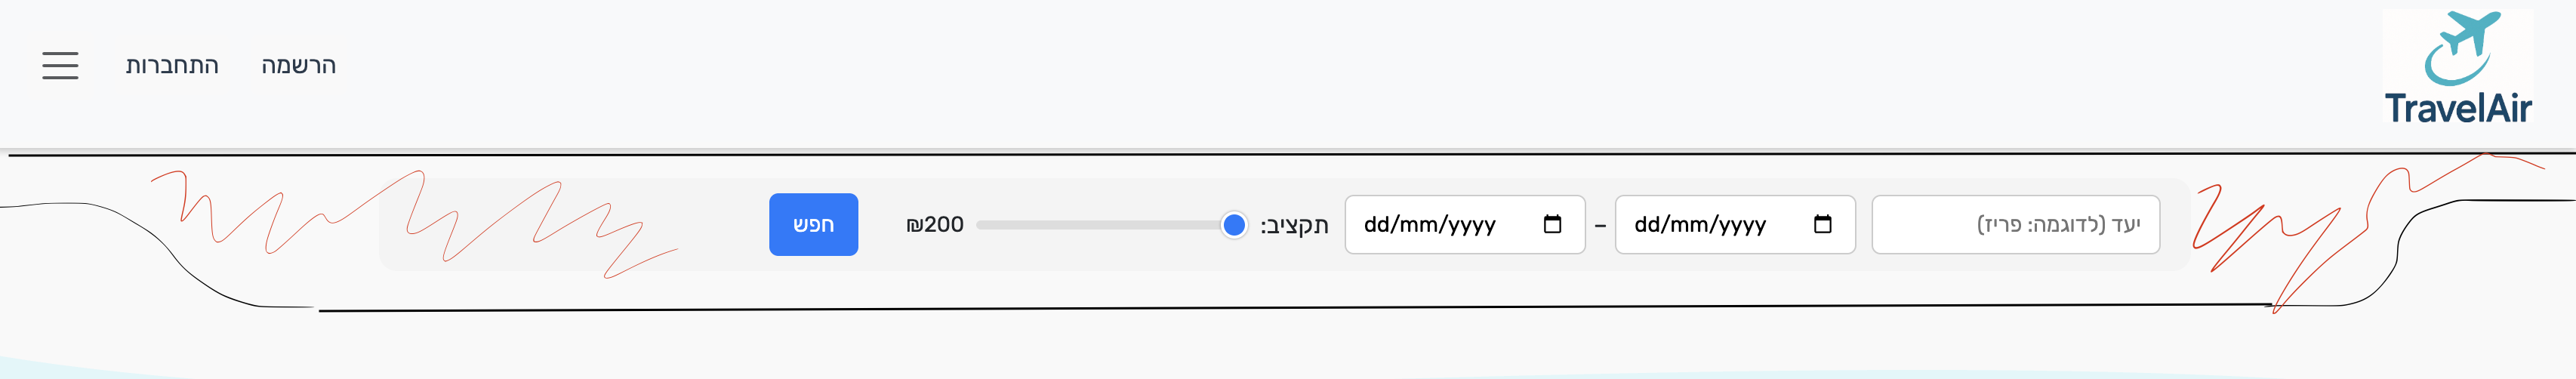 TravelAir
הרשמה
התחברות
יעד (לדוגמה: פריז)
dd/mm/yyyy – dd/mm/yyyy
תקציב: ₪200
חפש